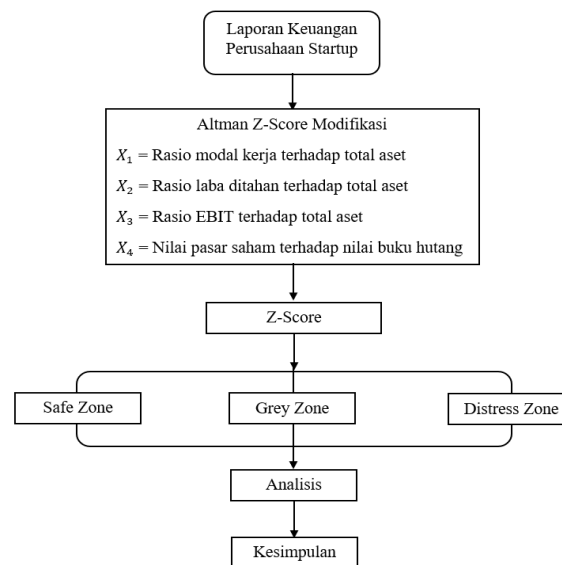 Laporan Keuangan
Perusahaan Startup
Altman Z-Score Modifikasi
X₁ = Rasio modal kerja terhadap total aset
X₂ = Rasio laba ditahan terhadap total aset
X₃ = Rasio EBIT terhadap total aset
X₄ = Nilai pasar saham terhadap nilai buku hutang
Z-Score
Safe Zone
Grey Zone
Distress Zone
Analisis
Kesimpulan